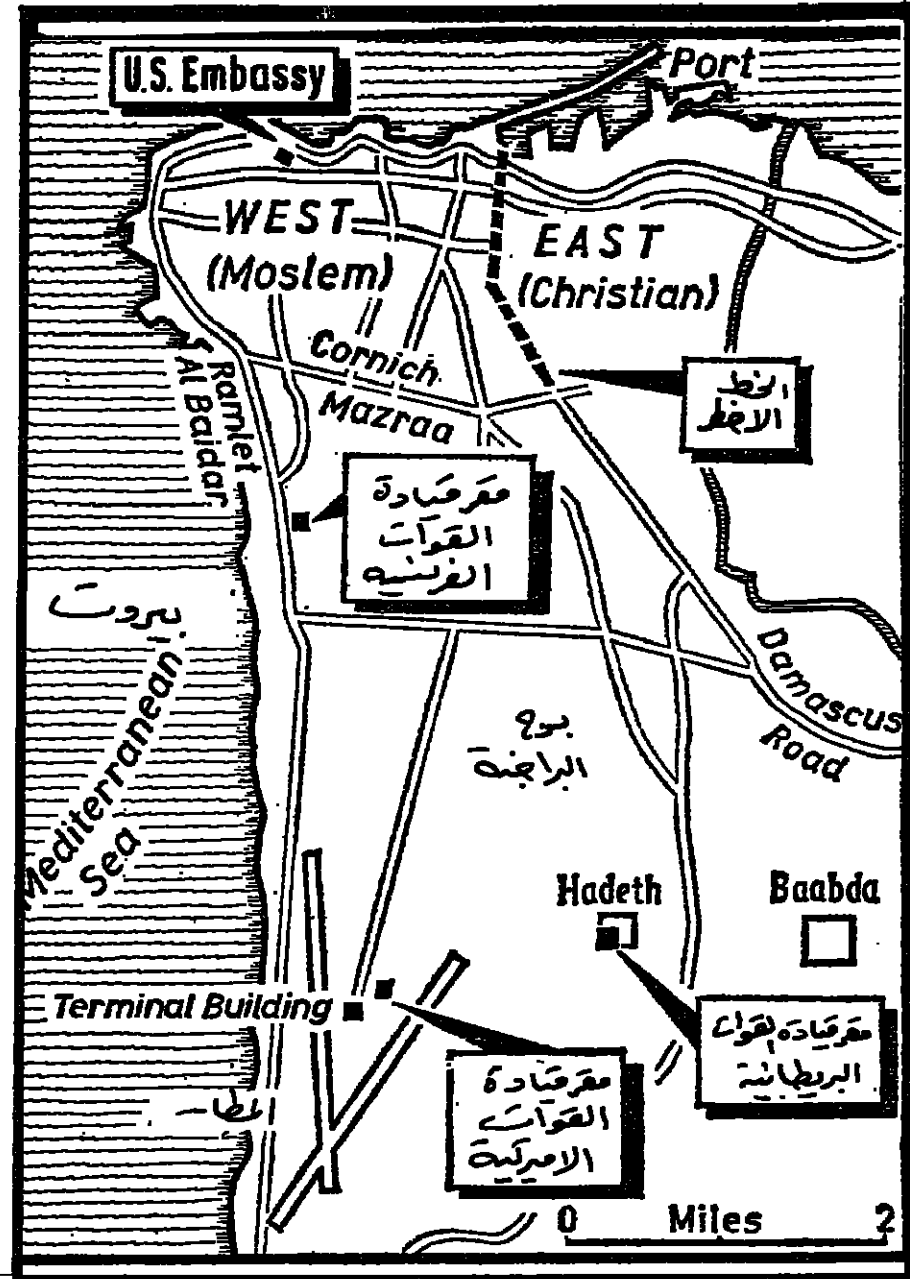 U.S. Embassy
Port
WEST
(Moslem)
EAST
(Christian)
Cornich
Mazraa
الخط
الاخضر
Ramlet
Al Baidar
مقر قيادة
القوات
الفرنسية
بيروت
Mediterranean
Sea
Damascus
Road
برج
البراجنة
Hadeth
Baabda
Terminal Building
مقر قيادة القوات
البريطانية
مقر قيادة
القوات
الاميركية
0 Miles 2